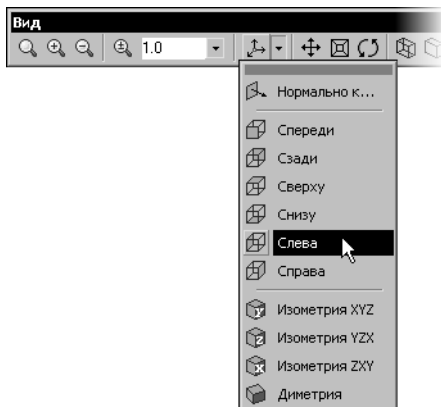 Вид
1.0
Нормально к...
Спереди
Сзади
Сверху
Снизу
Слева
Справа
Изометрия XYZ
Изометрия YZX
Изометрия ZXY
Диметрия